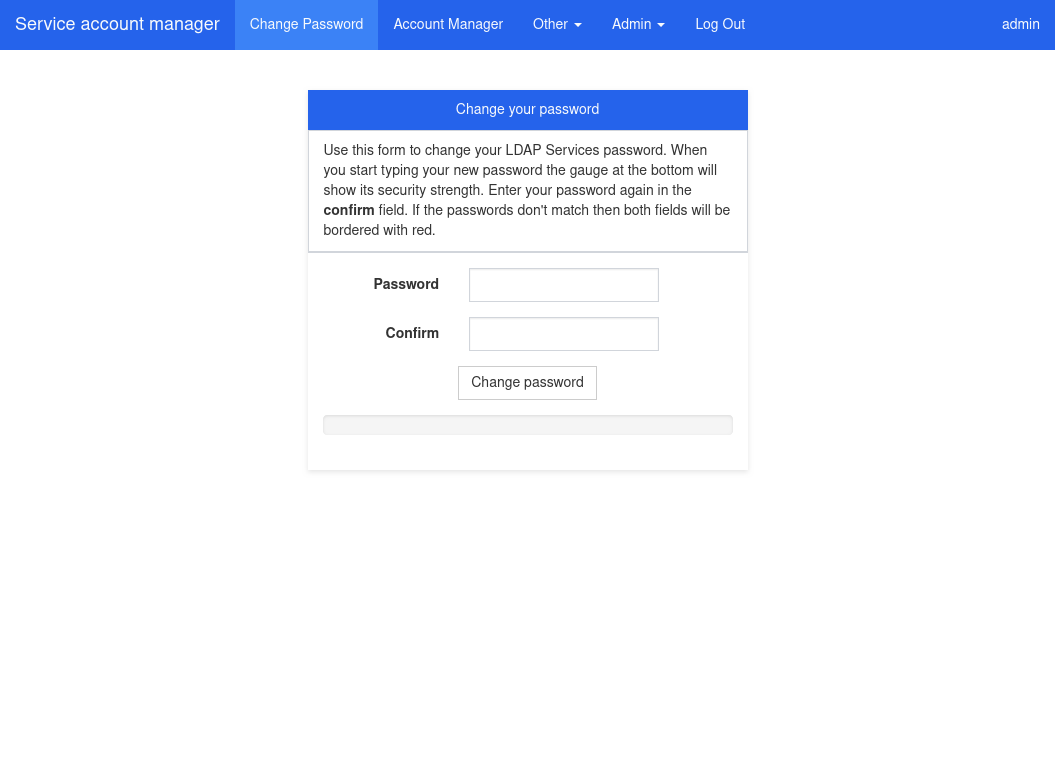 Service account manager
Change Password
Account Manager
Other
Admin
Log Out
admin
Change your password
Use this form to change your LDAP Services password. When
you start typing your new password the gauge at the bottom will
show its security strength. Enter your password again in the
confirm field. If the passwords don't match then both fields will be
bordered with red.
Password
Confirm
Change password